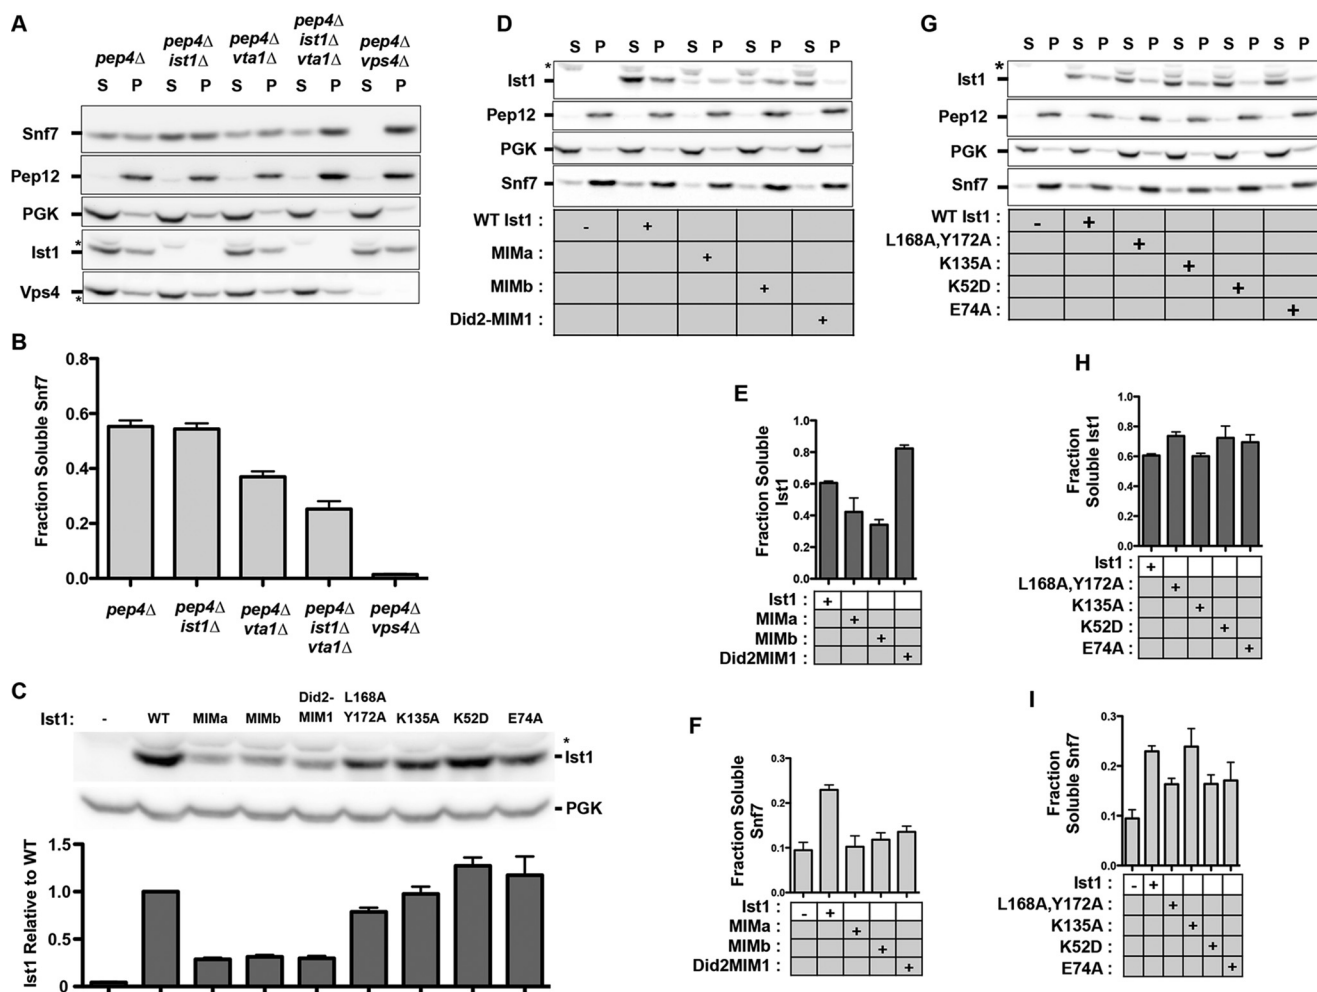 A
pep4Δ
pep4Δ ist1Δ
pep4Δ vta1Δ
pep4Δ ist1Δ vta1Δ
pep4Δ vps4Δ
S P S P S P S P S P
Snf7
Pep12
PGK
*
Ist1
Vps4
*
B
Fraction Soluble Snf7
0.8
0.6
0.4
0.2
0.0
pep4Δ
pep4Δ ist1Δ
pep4Δ vta1Δ
pep4Δ ist1Δ vta1Δ
pep4Δ vps4Δ
C
Ist1: - WT MIMa MIMb Did2-MIM1 L168A Y172A K135A K52D E74A
*
Ist1
PGK
Ist1 Relative to WT
1.5
1.0
0.5
0
D
S P S P S P S P S P
*
Ist1
Pep12
PGK
Snf7
WT Ist1 : - +
MIMa : +
MIMb : +
Did2-MIM1 : +
E
Fraction Soluble
Ist1
1.0
0.8
0.6
0.4
0.2
0.0
Ist1 : +
MIMa : +
MIMb : +
Did2MIM1 : +
F
Fraction Soluble
Snf7
0.3
0.2
0.1
0.0
Ist1 : - +
MIMa : +
MIMb : +
Did2MIM1 : +
G
S P S P S P S P S P S P
*
Ist1
Pep12
PGK
Snf7
WT Ist1 : - +
L168A,Y172A : +
K135A : +
K52D : +
E74A : +
H
Fraction
Soluble Ist1
1.0
0.8
0.6
0.4
0.2
0.0
Ist1 : +
L168A,Y172A : +
K135A : +
K52D : +
E74A : +
I
Fraction
Soluble Snf7
0.3
0.2
0.1
0.0
Ist1 : - +
L168A,Y172A : +
K135A : +
K52D : +
E74A : +